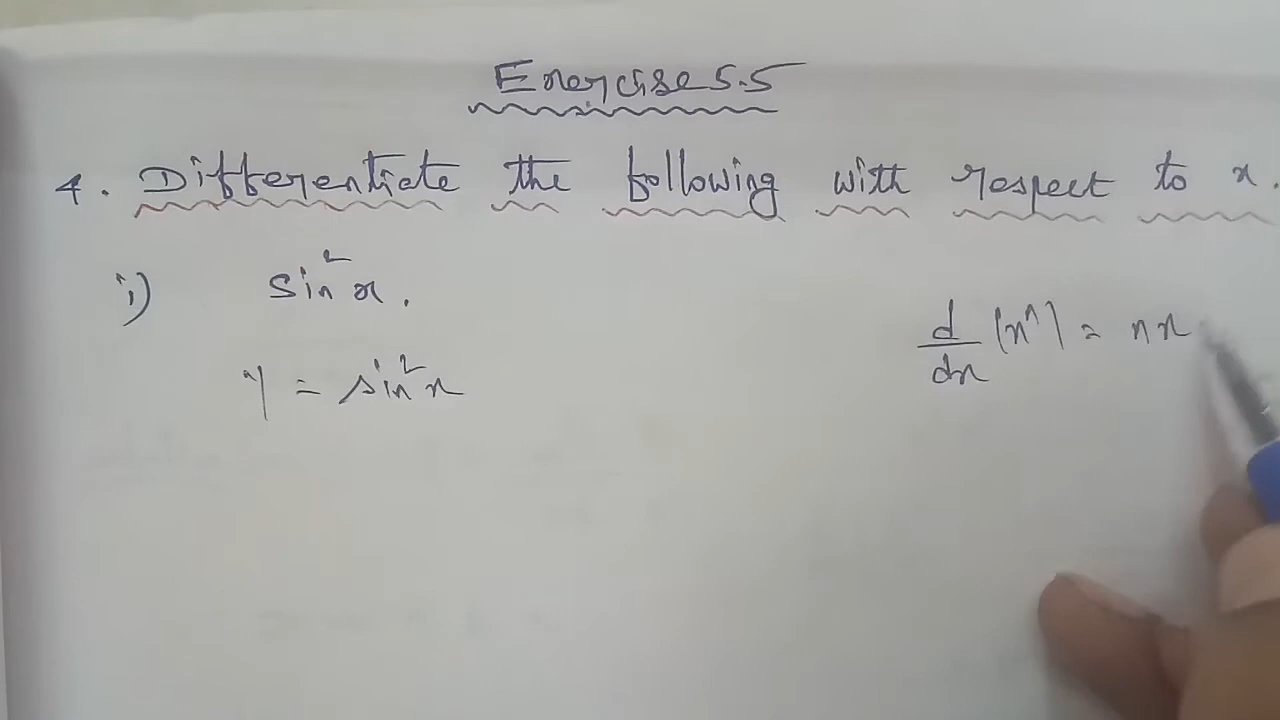 Exercise 5.5
4. Differentiate the following with respect to x.
i) sin²x.
y = sin²x
d/dx (xⁿ) = nx